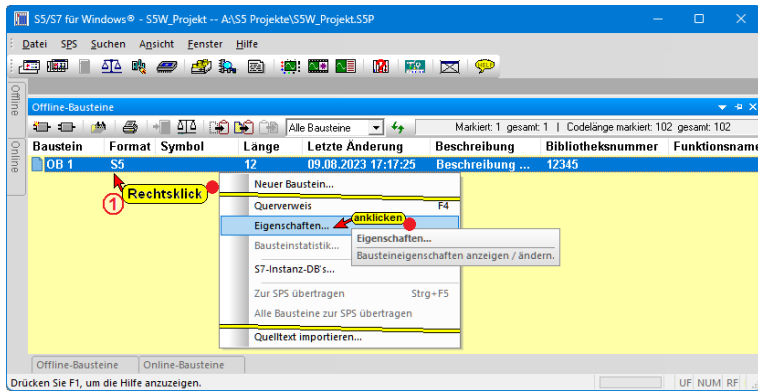 S5/S7 für Windows® - S5W_Projekt -- A:\S5 Projekte\S5W_Projekt.S5P
Datei SPS Suchen Ansicht Fenster Hilfe
Offline
Online
Offline-Bausteine
Alle Bausteine
Markiert: 1 gesamt: 1 | Codelänge markiert: 102 gesamt: 102
Baustein Format Symbol Länge Letzte Änderung Beschreibung Bibliotheksnummer Funktionsname
OB 1 S5 12 09.08.2023 17:17:25 Beschreibung ... 12345
1 Rechtsklick
Neuer Baustein...
Querverweis F4
Eigenschaften... anklicken
Eigenschaften...
Bausteineigenschaften anzeigen / ändern.
Bausteinstatistik...
S7-Instanz-DB's...
Zur SPS übertragen Strg+F5
Alle Bausteine zur SPS übertragen
Quelltext importieren...
Offline-Bausteine Online-Bausteine
Drücken Sie F1, um die Hilfe anzuzeigen. UF NUM RF